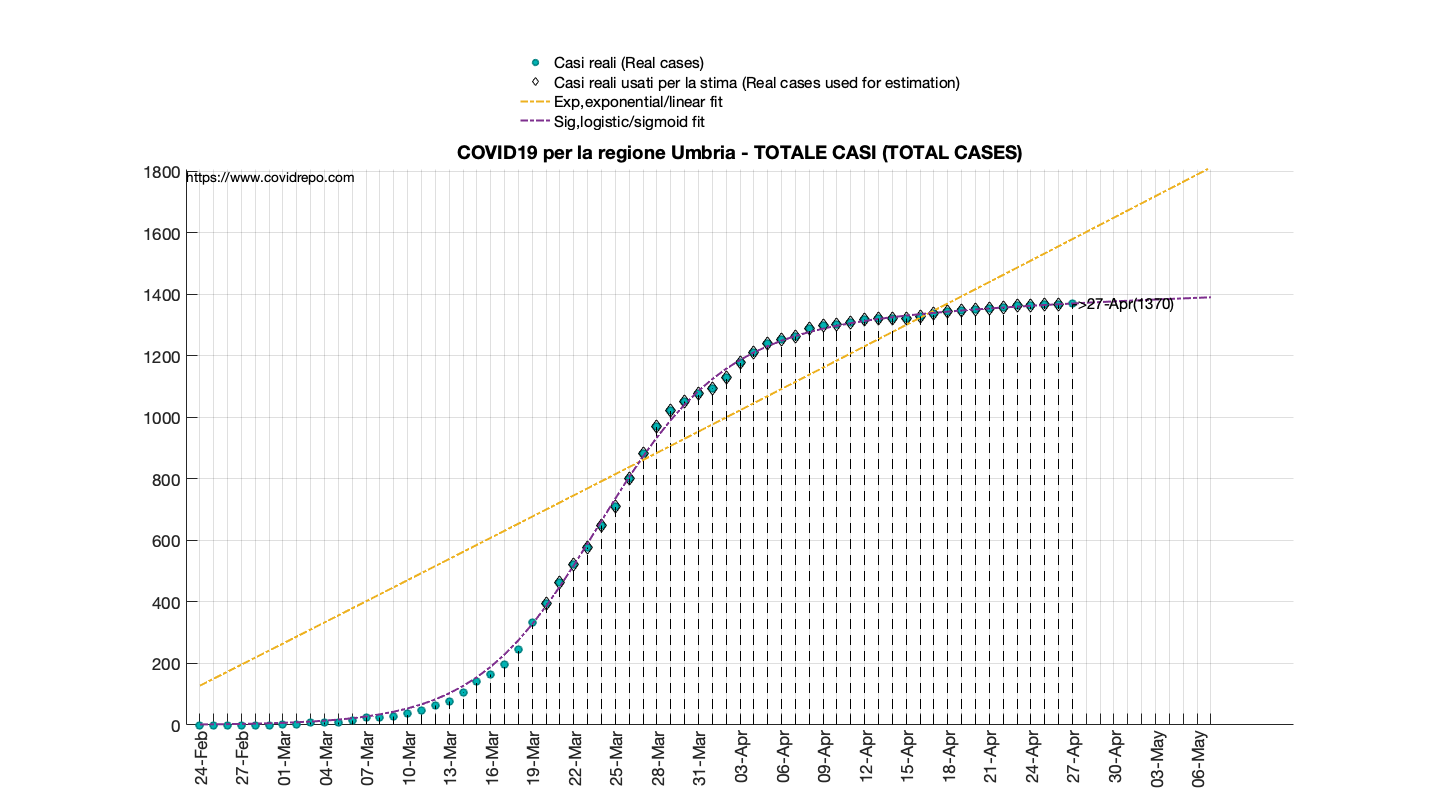 Casi reali (Real cases)
Casi reali usati per la stima (Real cases used for estimation)
Exp,exponential/linear fit
Sig,logistic/sigmoid fit
COVID19 per la regione Umbria - TOTALE CASI (TOTAL CASES)
https://www.covidrepo.com
1800
1600
1400
1200
1000
800
600
400
200
0
->27-Apr(1370)
24-Feb
27-Feb
01-Mar
04-Mar
07-Mar
10-Mar
13-Mar
16-Mar
19-Mar
22-Mar
25-Mar
28-Mar
31-Mar
03-Apr
06-Apr
09-Apr
12-Apr
15-Apr
18-Apr
21-Apr
24-Apr
27-Apr
30-Apr
03-May
06-May